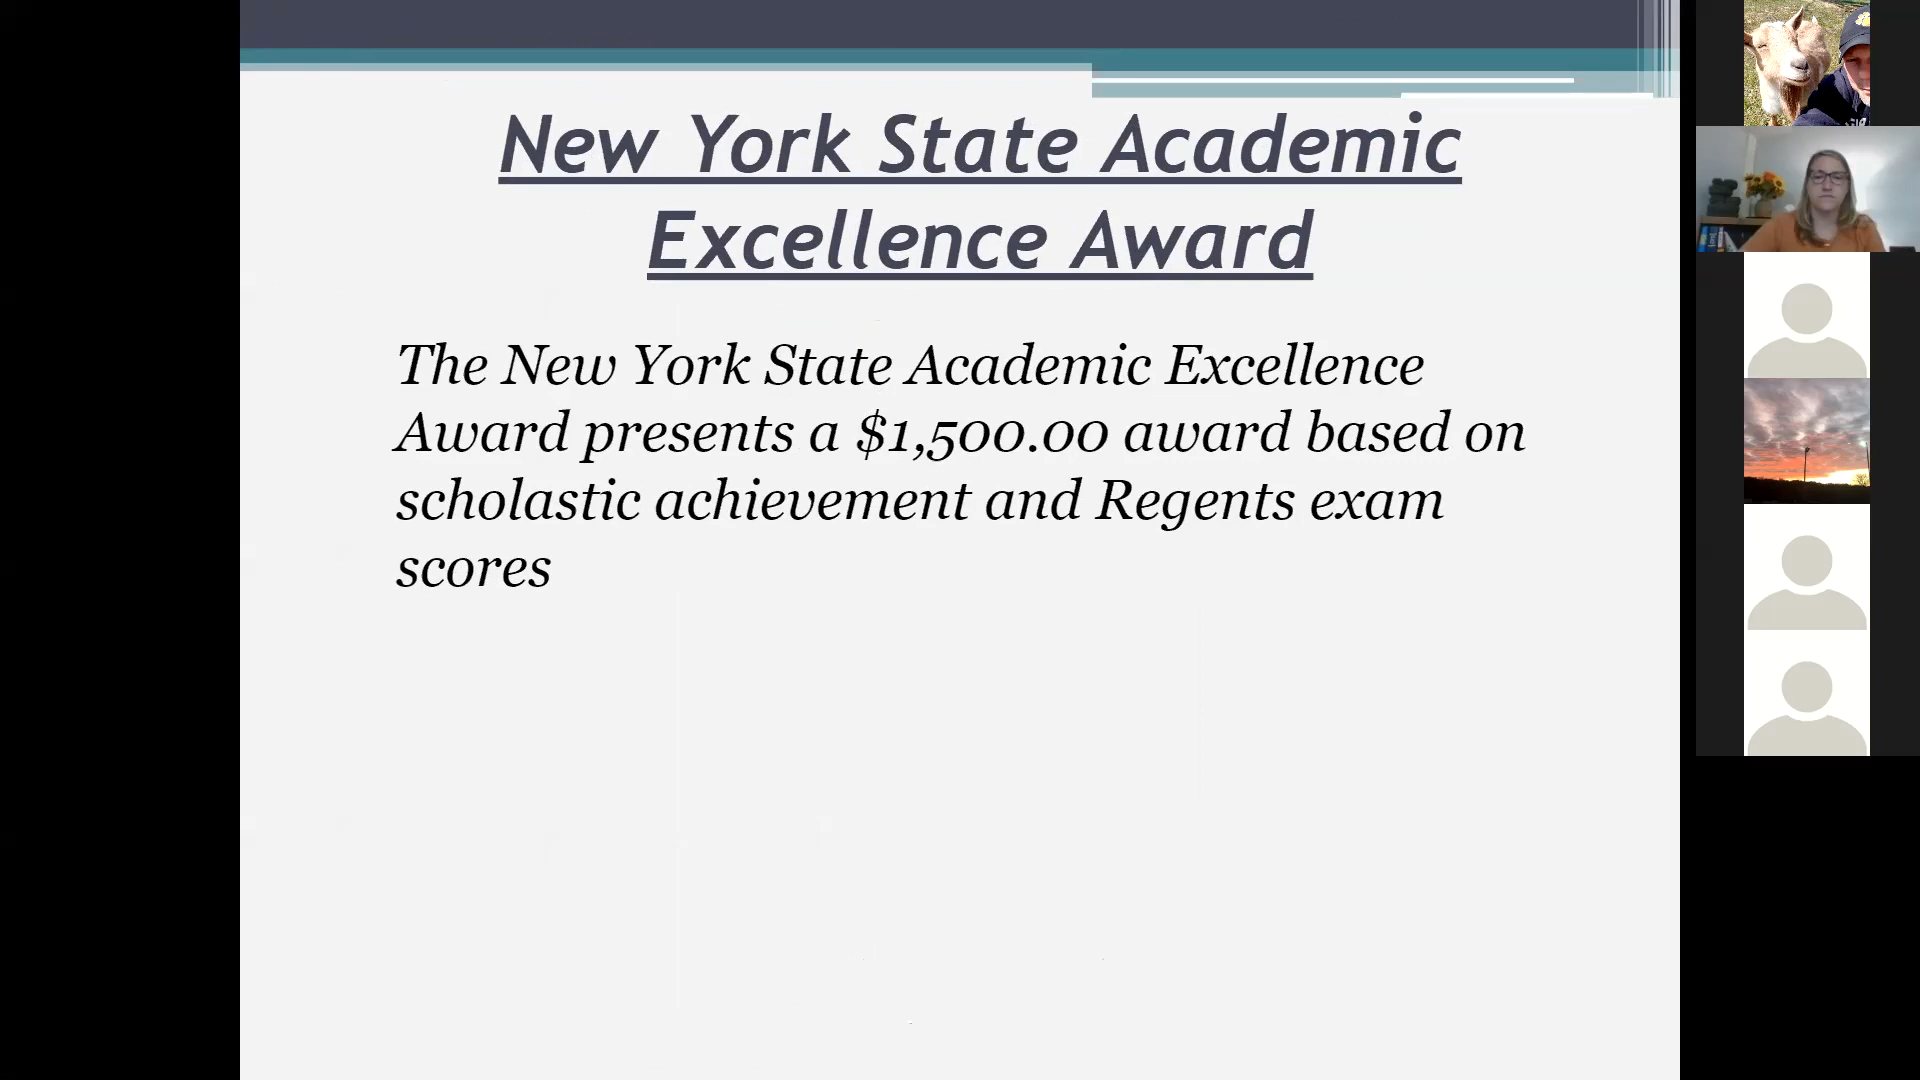 New York State Academic
Excellence Award
The New York State Academic Excellence
Award presents a $1,500.00 award based on
scholastic achievement and Regents exam
scores